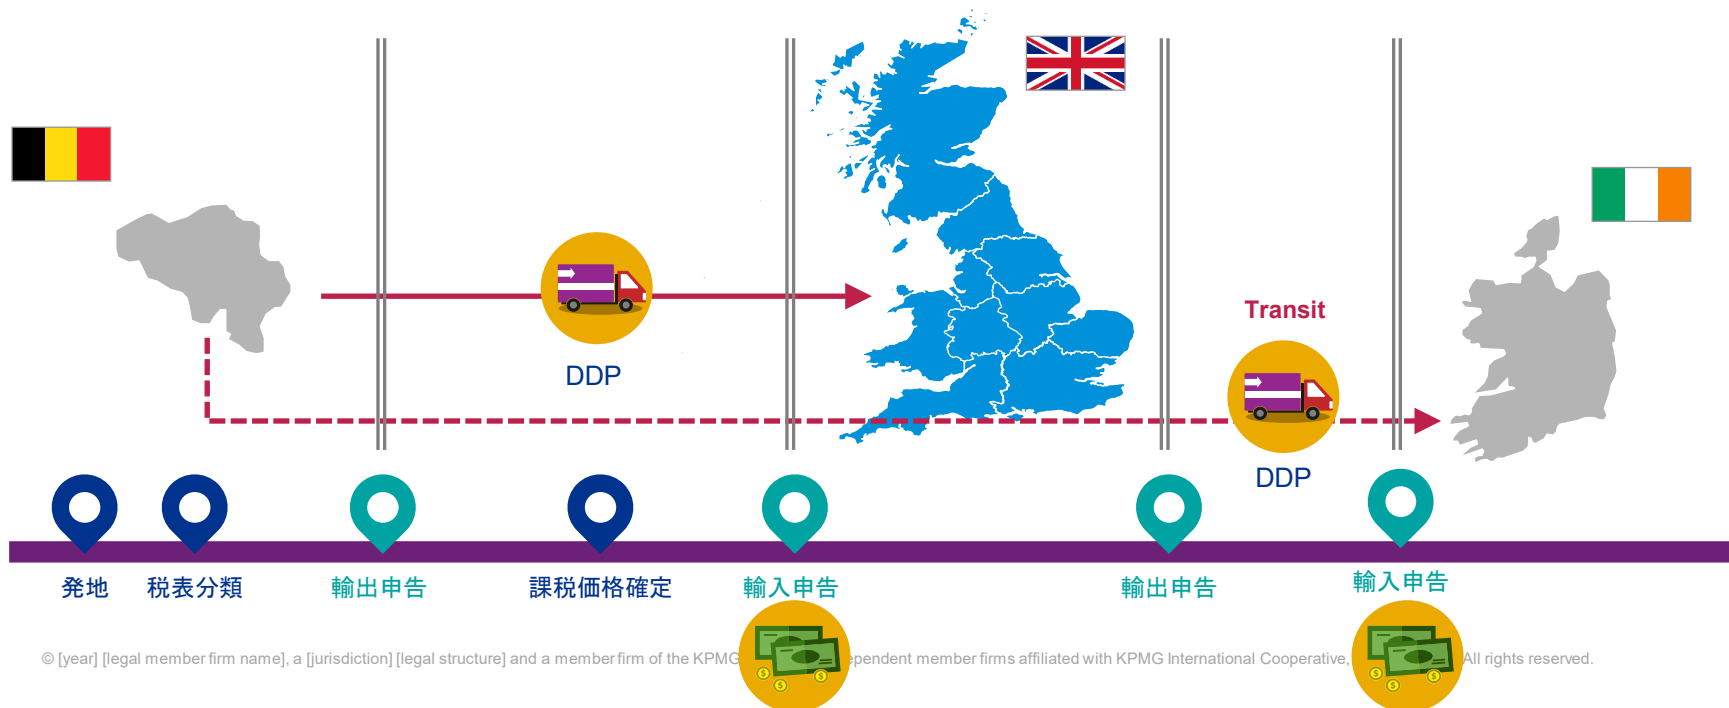 Transit
DDP
DDP
発地
税表分類
輸出申告
課税価格確定
輸入申告
輸出申告
輸入申告
© [year] [legal member firm name], a [jurisdiction] [legal structure] and a member firm of the KPMG ependent member firms affiliated with KPMG International Cooperative, All rights reserved.